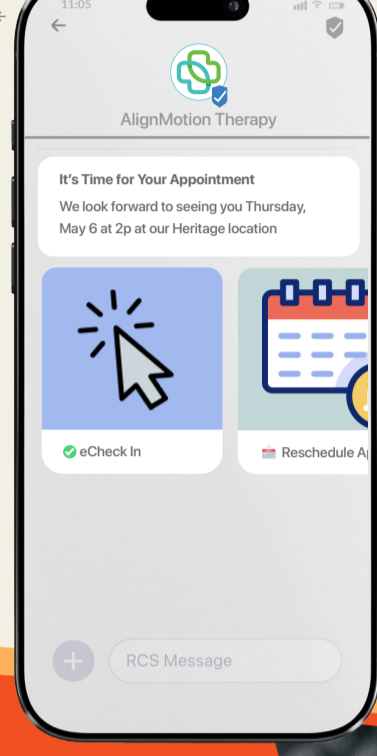 11:05
AlignMotion Therapy
It's Time for Your Appointment
We look forward to seeing you Thursday,
May 6 at 2p at our Heritage location
eCheck In
Reschedule
RCS Message